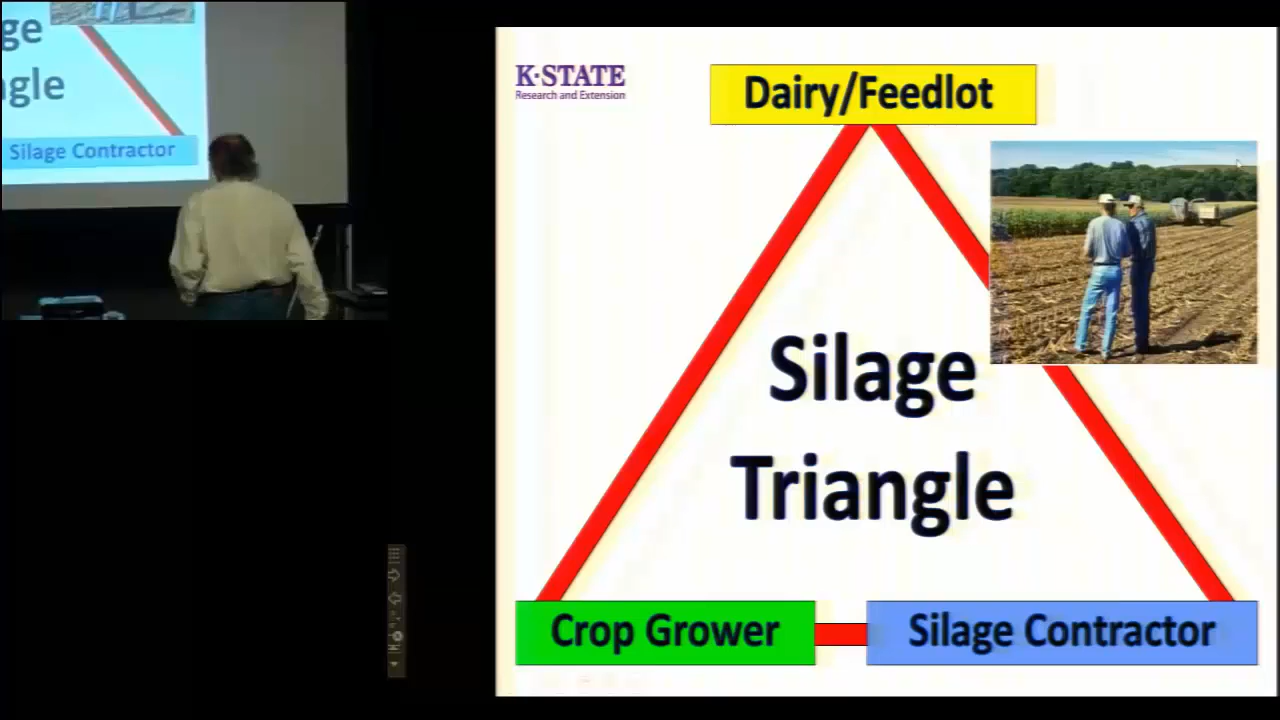 ge
ngle
Silage Contractor
K·STATE
Research and Extension
Dairy/Feedlot
Silage
Triangle
Crop Grower
Silage Contractor